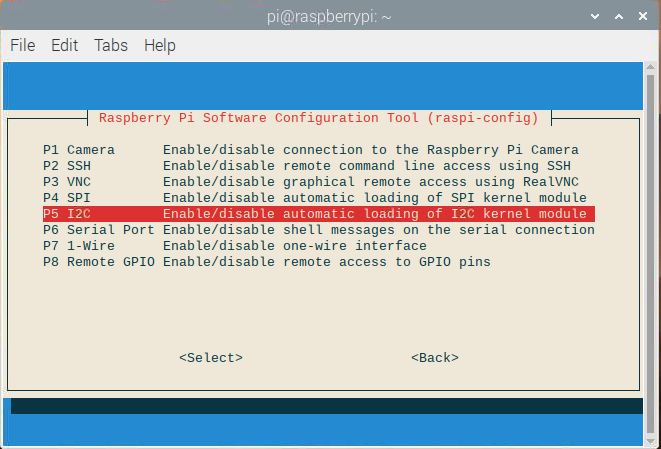 pi@raspberrypi: ~
File Edit Tabs Help
Raspberry Pi Software Configuration Tool (raspi-config)
P1 Camera Enable/disable connection to the Raspberry Pi Camera
P2 SSH Enable/disable remote command line access using SSH
P3 VNC Enable/disable graphical remote access using RealVNC
P4 SPI Enable/disable automatic loading of SPI kernel module
P5 I2C Enable/disable automatic loading of I2C kernel module
P6 Serial Port Enable/disable shell messages on the serial connection
P7 1-Wire Enable/disable one-wire interface
P8 Remote GPIO Enable/disable remote access to GPIO pins
<Select> <Back>